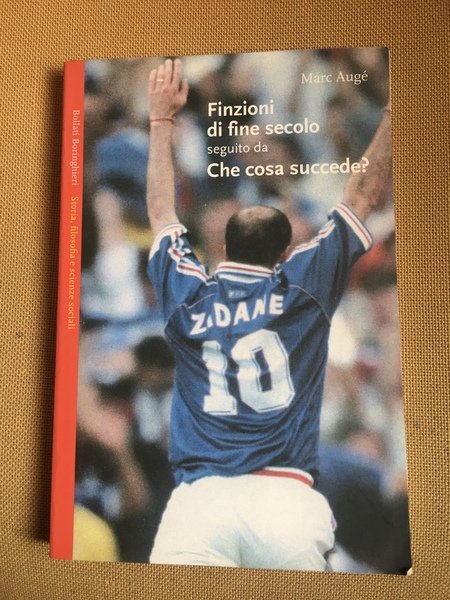 Marc Augé
Finzioni
di fine secolo
seguito da
Che cosa succede?
Bollati Boringhieri Storia, filosofia e scienze sociali
ZIDANE
10